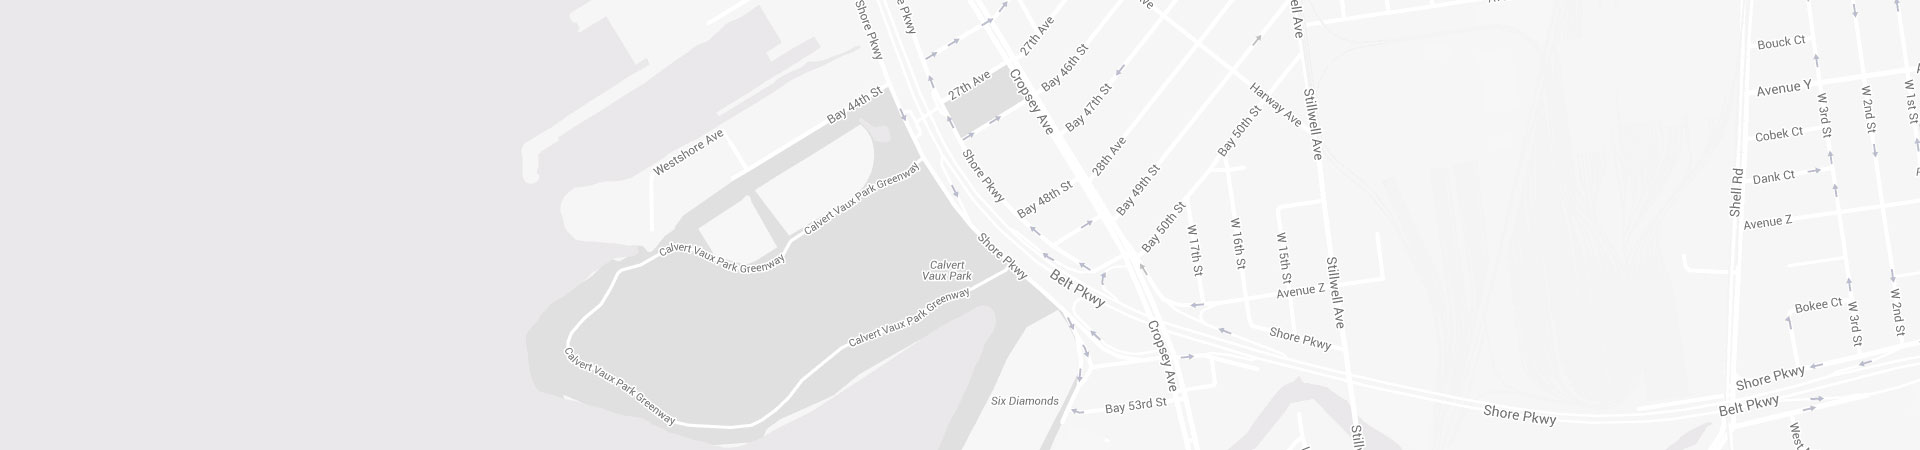 Shore Pkwy
Pkwy
27th Ave
Stillwell Ave
Bouck Ct
Bay 46th St
27th Ave
Cropsey Ave
Bay 44th St
Bay 47th St
Harway Ave
Avenue Y
W 3rd St
W 2nd St
W 1st St
Stillwell Ave
Bay 50th St
Cobek Ct
Westshore Ave
28th Ave
Shore Pkwy
Dank Ct
Calvert Vaux Park Greenway
Bay 48th St
Bay 49th St
Shell Rd
Avenue Z
Bay 50th St
W 17th St
W 16th St
W 15th St
Calvert Vaux Park Greenway
Shore Pkwy
Calvert
Vaux Park
Belt Pkwy
Stillwell Ave
Avenue Z
Calvert Vaux Park Greenway
Bokee Ct
W 3rd St
W 2nd St
Cropsey Ave
Shore Pkwy
Calvert Vaux Park Greenway
Shore Pkwy
Six Diamonds
Bay 53rd St
Belt Pkwy
Shore Pkwy